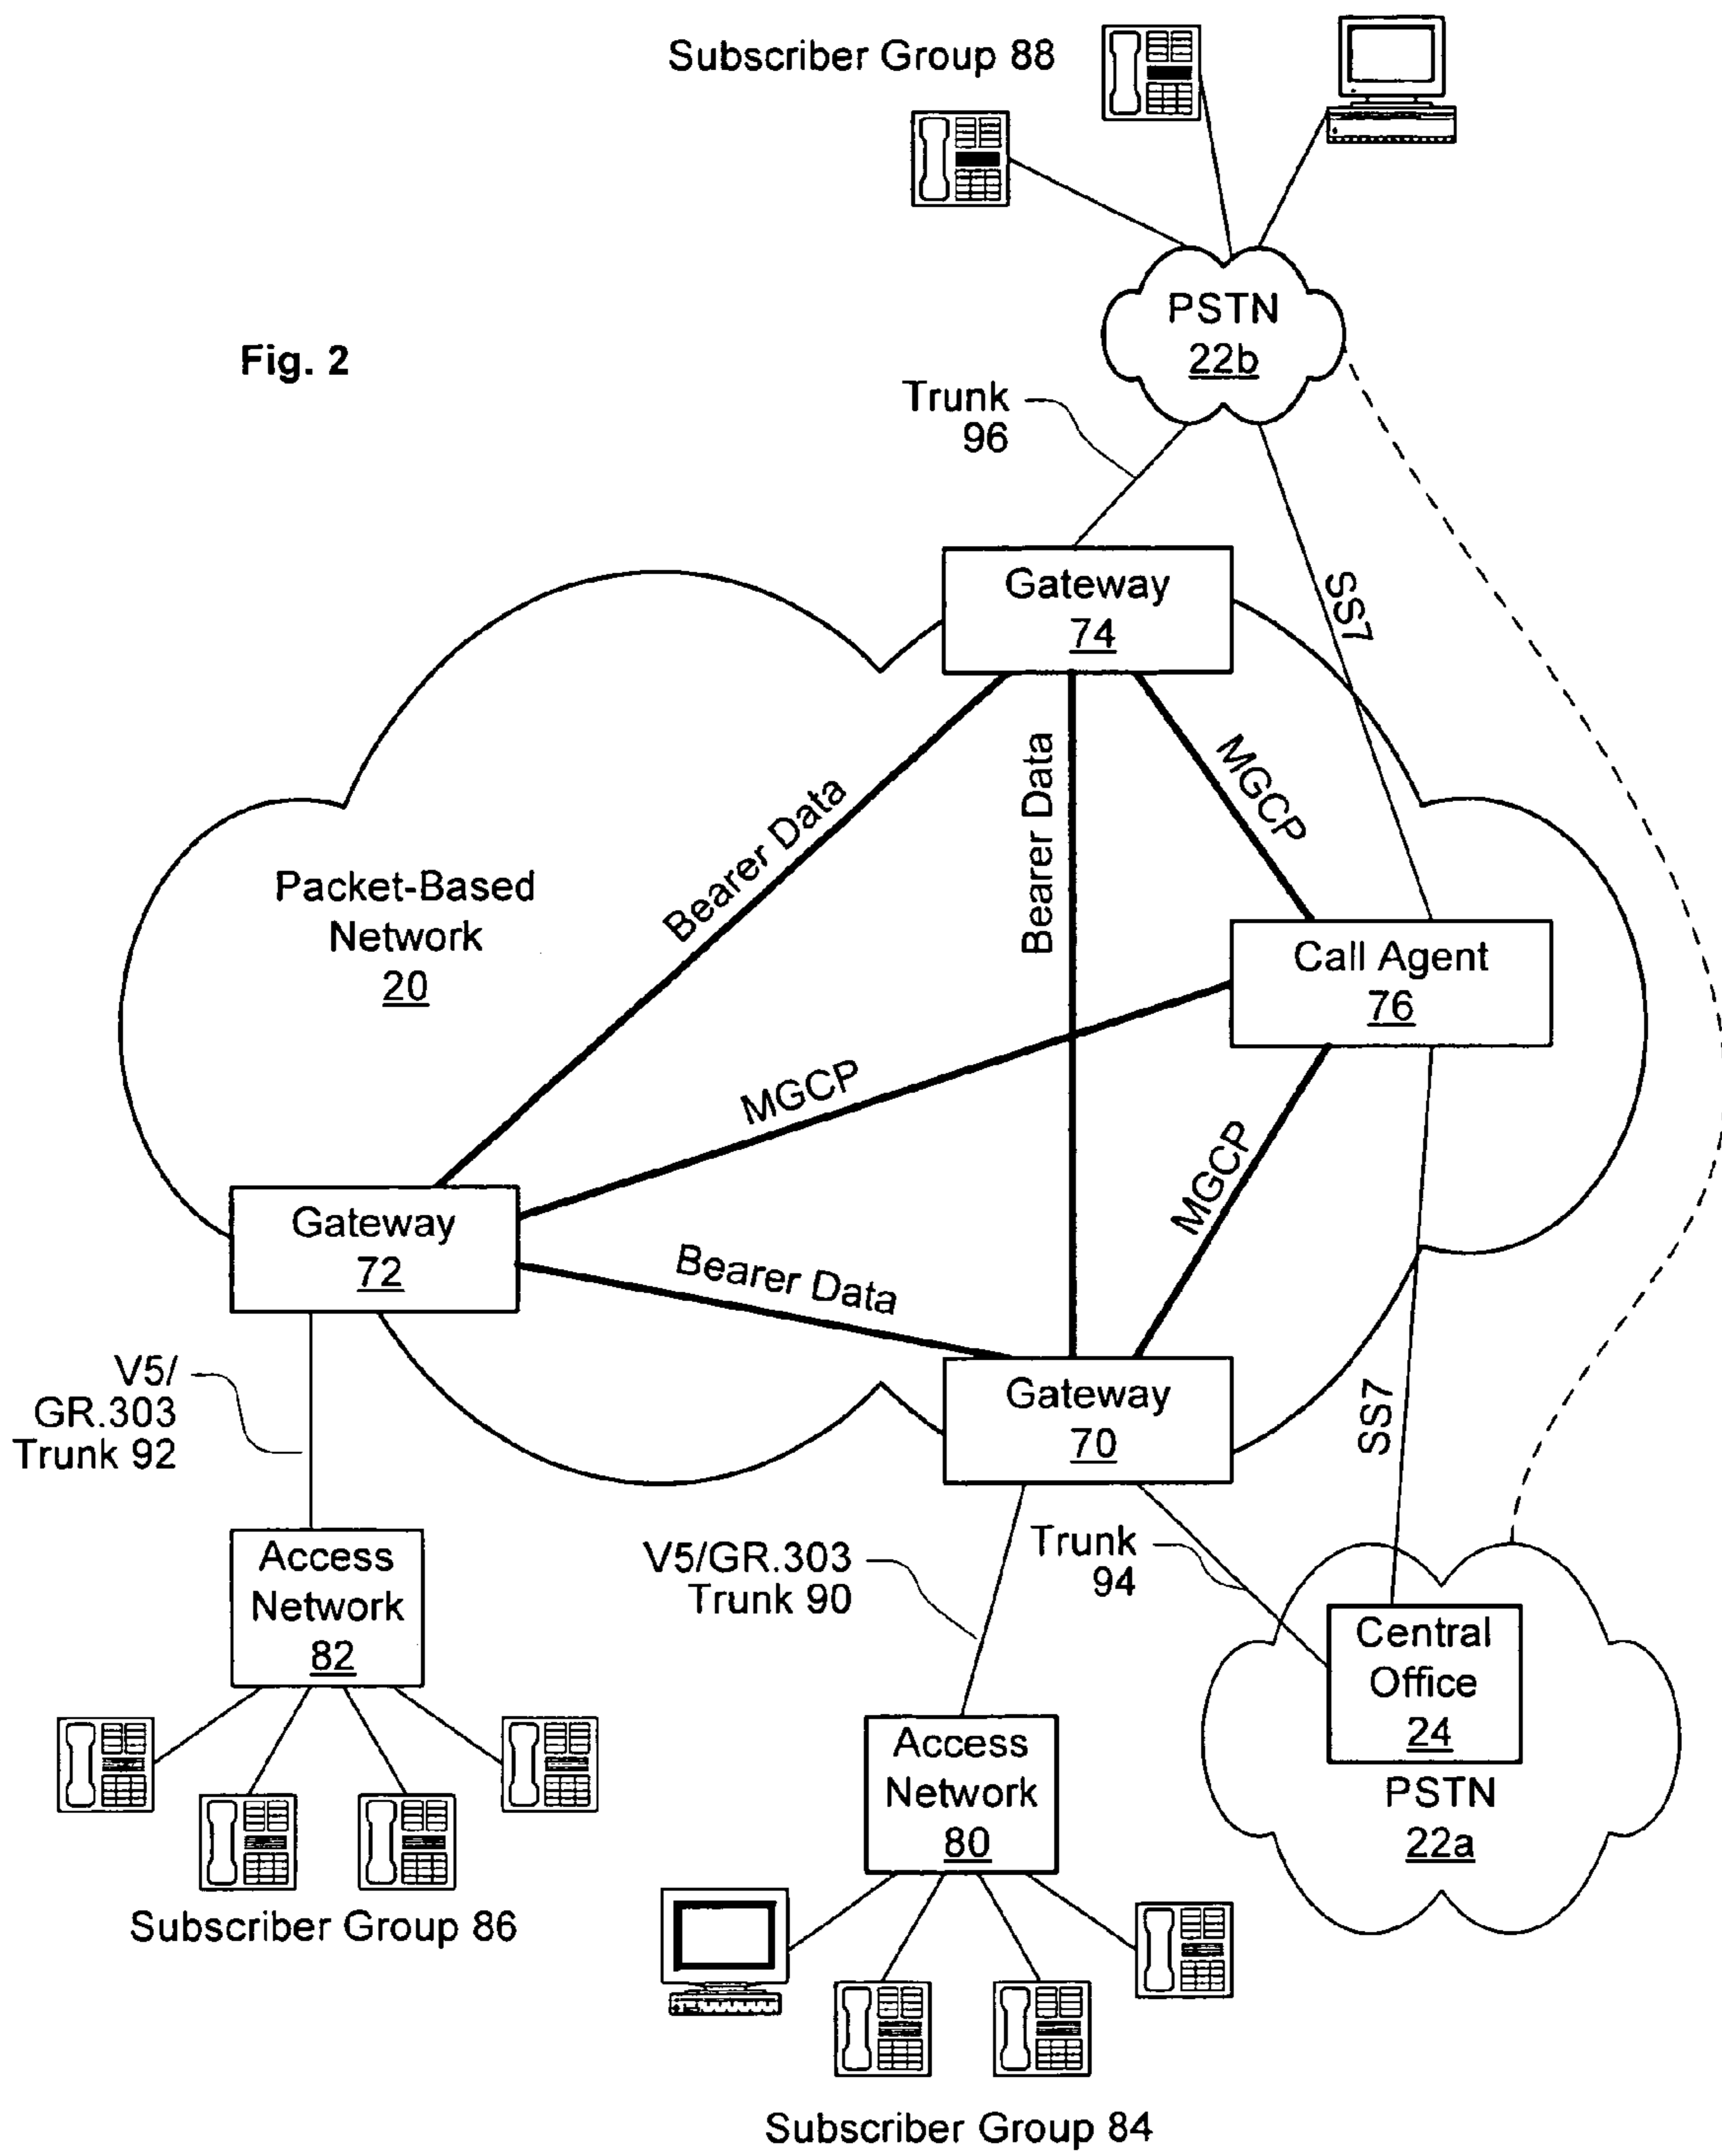 Subscriber Group 88
PSTN
22b
Fig. 2
Trunk
96
Gateway
74
SS7
Bearer Data
Bearer Data
MGCP
Packet-Based
Network
20
Call Agent
76
MGCP
MGCP
Gateway
72
Bearer Data
V5/
GR.303
Trunk 92
Gateway
70
SS7
Access
Network
82
V5/GR.303
Trunk 90
Trunk
94
Central
Office
24
PSTN
22a
Access
Network
80
Subscriber Group 86
Subscriber Group 84